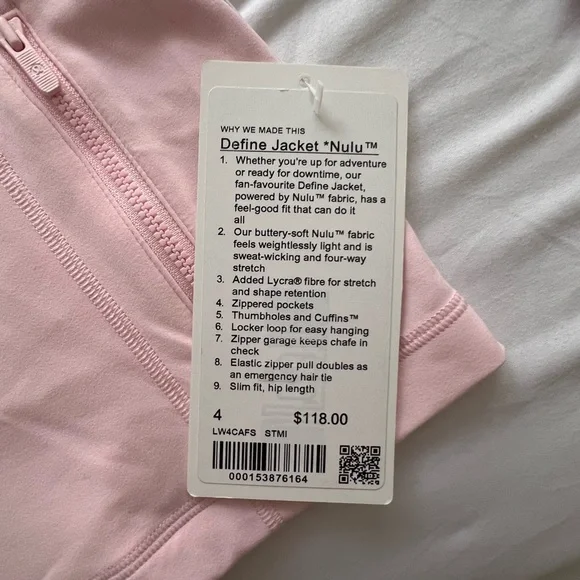 WHY WE MADE THIS
Define Jacket *Nulu™
1. Whether you're up for adventure
or ready for downtime, our
fan-favourite Define Jacket,
powered by Nulu™ fabric, has a
feel-good fit that can do it
all
2. Our buttery-soft Nulu™ fabric
feels weightlessly light and is
sweat-wicking and four-way
stretch
3. Added Lycra® fibre for stretch
and shape retention
4. Zippered pockets
5. Thumbholes and Cuffins™
6. Locker loop for easy hanging
7. Zipper garage keeps chafe in
check
8. Elastic zipper pull doubles as
an emergency hair tie
9. Slim fit, hip length
4 $118.00
LW4CAFS STMI
000153876164